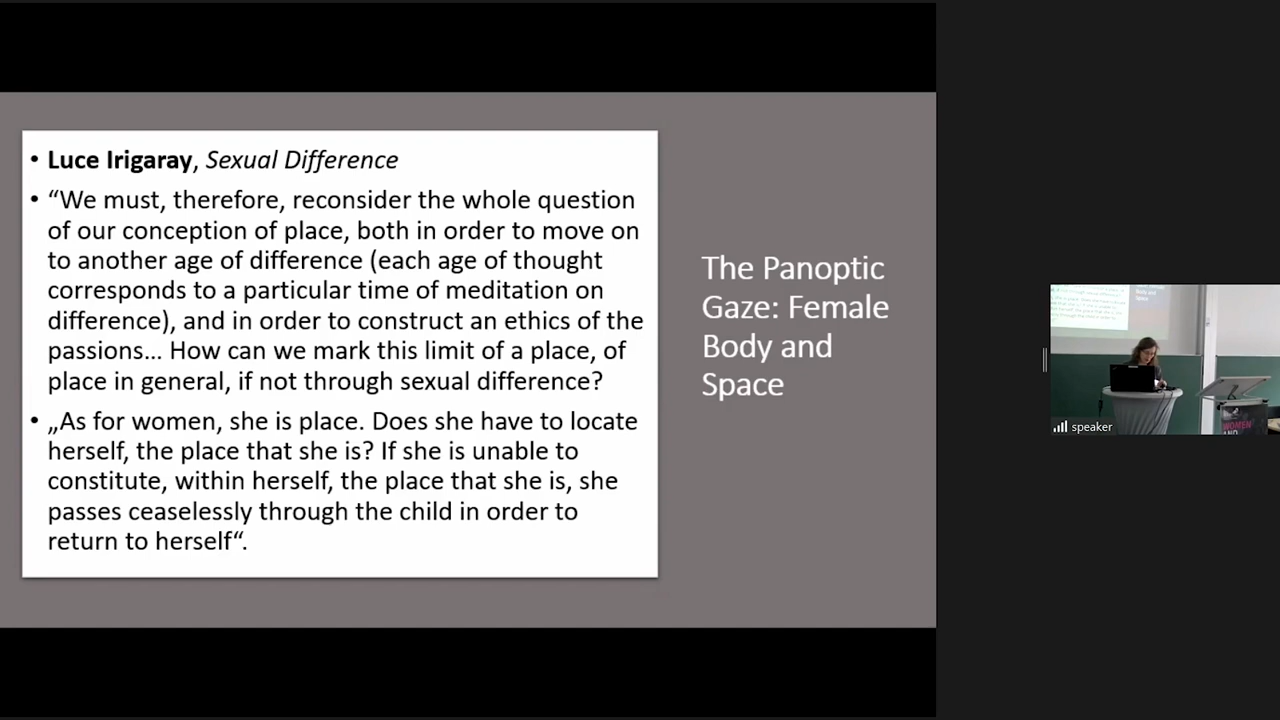 • Luce Irigaray, Sexual Difference
• “We must, therefore, reconsider the whole question
of our conception of place, both in order to move on
to another age of difference (each age of thought
corresponds to a particular time of meditation on
difference), and in order to construct an ethics of the
passions... How can we mark this limit of a place, of
place in general, if not through sexual difference?
• „As for women, she is place. Does she have to locate
herself, the place that she is? If she is unable to
constitute, within herself, the place that she is, she
passes ceaselessly through the child in order to
return to herself“.
The Panoptic
Gaze: Female
Body and
Space
Body and
Space
WOMEN
speaker